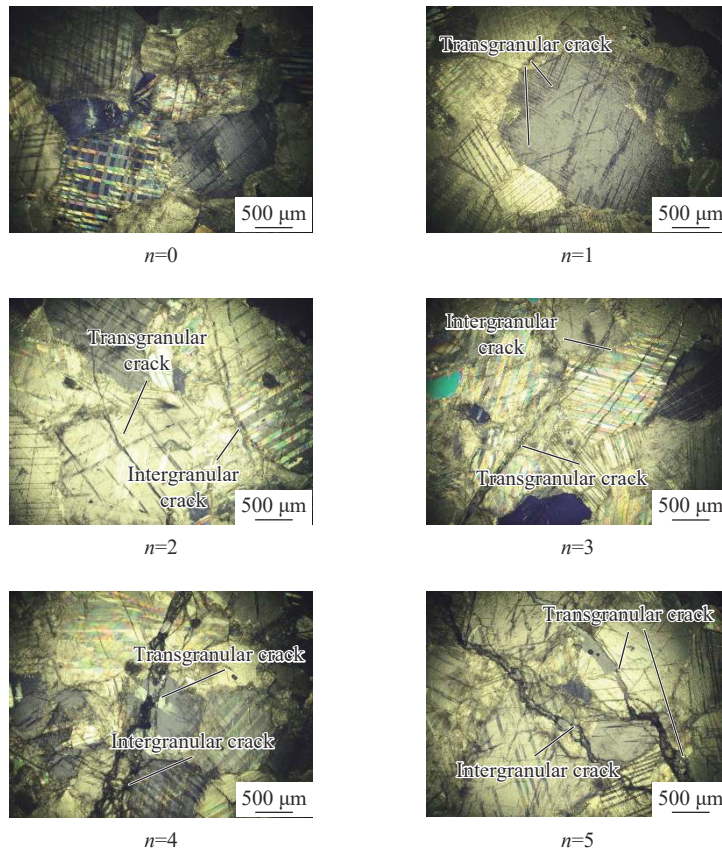 500 μm
n=0
Transgranular crack
500 μm
n=1
Transgranular
crack
Intergranular
crack
500 μm
n=2
Intergranular
crack
Transgranular crack
500 μm
n=3
Transgranular crack
Intergranular crack
500 μm
n=4
Transgranular crack
Intergranular crack
500 μm
n=5